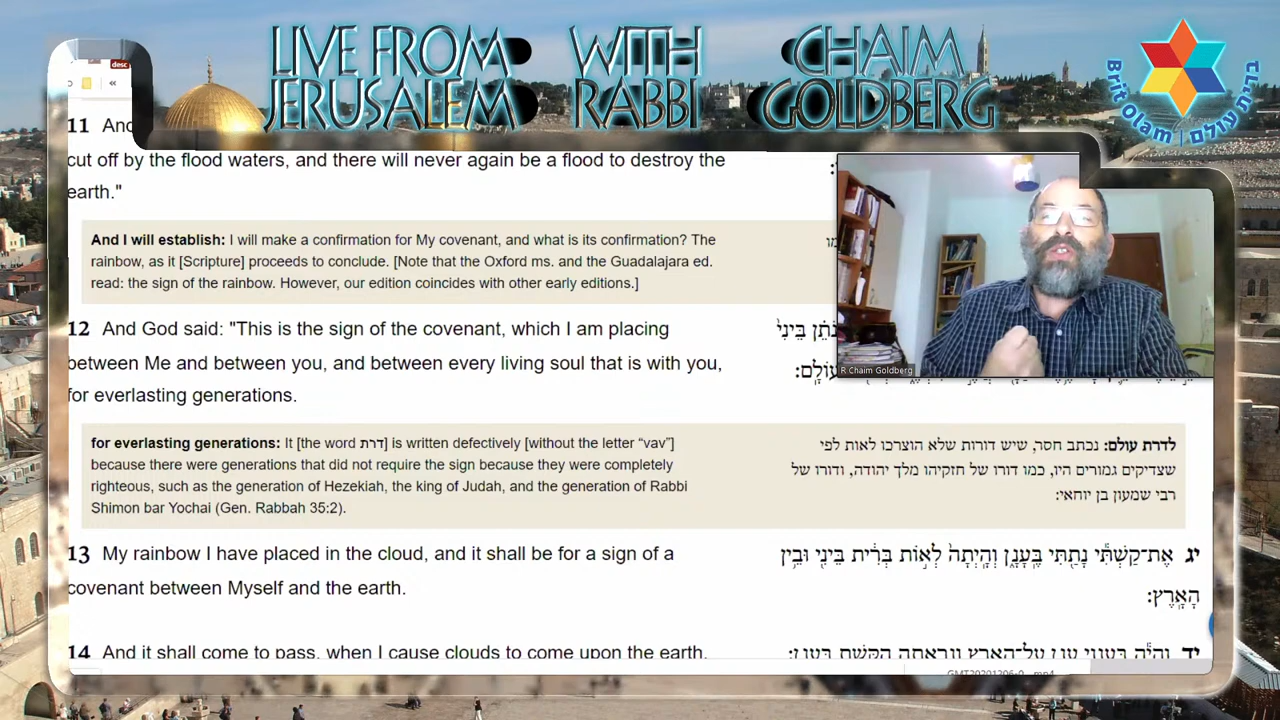 LIVE FROM WITH CHAIM
JERUSALEM RABBI GOLDBERG
Brit Olam | ברית עולם
desc
«
11 And
cut off by the flood waters, and there will never again be a flood to destroy the
earth."
And I will establish: I will make a confirmation for My covenant, and what is its confirmation? The
rainbow, as it [Scripture] proceeds to conclude. [Note that the Oxford ms. and the Guadalajara ed.
read: the sign of the rainbow. However, our edition coincides with other early editions.]
12 And God said: "This is the sign of the covenant, which I am placing
between Me and between you, and between every living soul that is with you,
for everlasting generations.
נֹתֵ֗ן בֵּינִי֙
עוֹלָֽם:
R Chaim Goldberg
for everlasting generations: It [the word דרת] is written defectively [without the letter “vav”]
because there were generations that did not require the sign because they were completely
righteous, such as the generation of Hezekiah, the king of Judah, and the generation of Rabbi
Shimon bar Yochai (Gen. Rabbah 35:2).
לדרת עולם: נכתב חסר, שיש דורות שלא הוצרכו לאות לפי
שצדיקים גמורים היו, כמו דורו של חזקיהו מלך יהודה, ודורו של
רבי שמעון בן יוחאי:
13 My rainbow I have placed in the cloud, and it shall be for a sign of a
covenant between Myself and the earth.
יג אֶת־קַשְׁתִּ֕י נָתַ֖תִּי בֶּֽעָנָ֑ן וְהָֽיְתָה֙ לְא֣וֹת בְּרִ֔ית בֵּינִ֖י וּבֵ֥ין
הָאָֽרֶץ:
14 And it shall come to pass, when I cause clouds to come upon the earth,
יד וְהָיָ֕ה בְּעַֽנֲנִ֥י עָנָ֖ן עַל־הָאָ֑רֶץ וְנִרְאֲתָ֥ה הַקֶּ֖שֶׁת בֶּֽעָנָֽן: